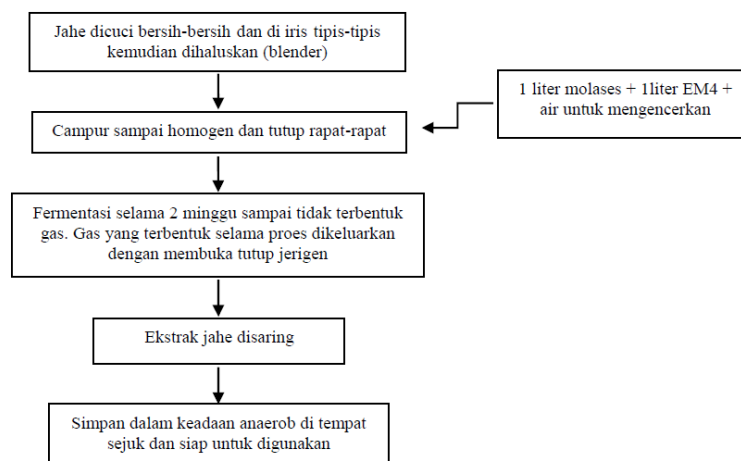 Jahe dicuci bersih-bersih dan di iris tipis-tipis
kemudian dihaluskan (blender)
1 liter molases + 1liter EM4 +
air untuk mengencerkan
Campur sampai homogen dan tutup rapat-rapat
Fermentasi selama 2 minggu sampai tidak terbentuk
gas. Gas yang terbentuk selama proes dikeluarkan
dengan membuka tutup jerigen
Ekstrak jahe disaring
Simpan dalam keadaan anaerob di tempat
sejuk dan siap untuk digunakan